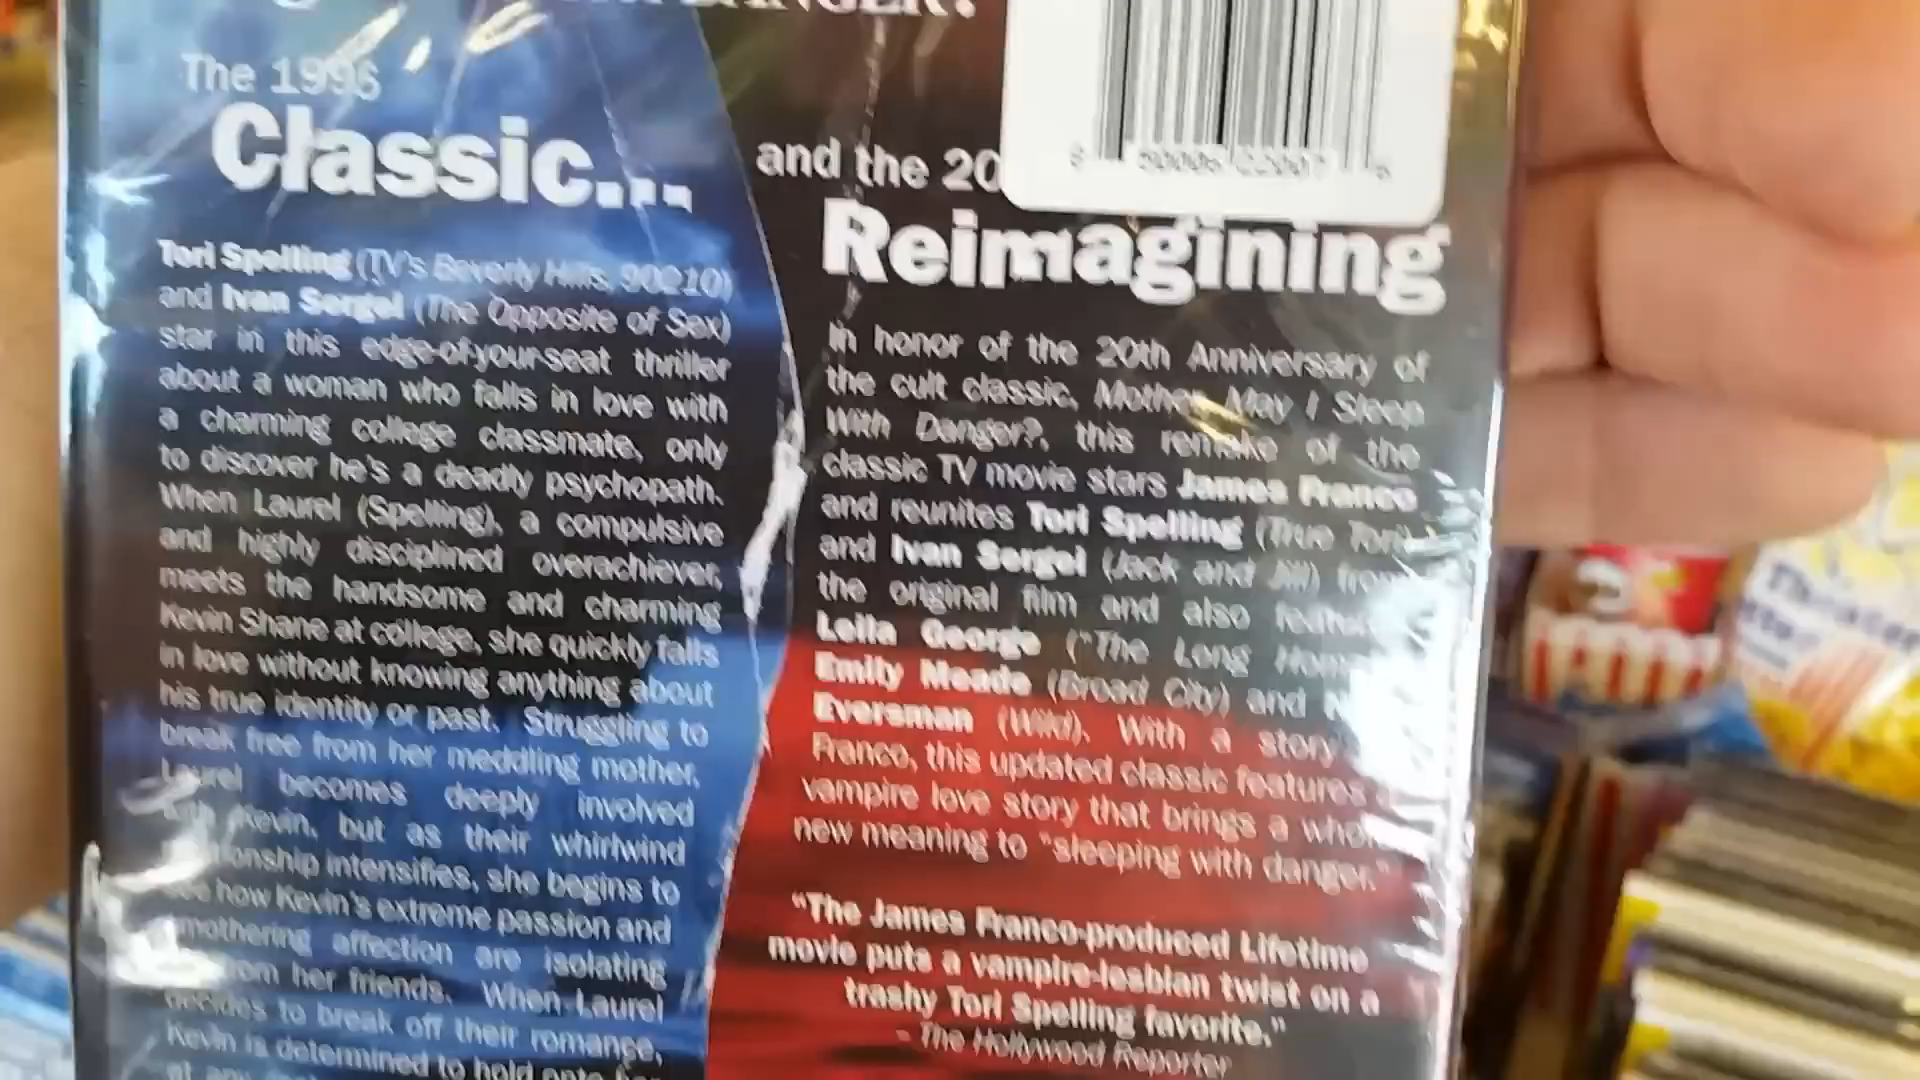 DANGER?
The 1996
Classic...
Tori Spelling (TV's Beverly Hills, 90210)
and Ivan Sergei (The Opposite of Sex)
star in this edge-of-your-seat thriller
about a woman who falls in love with
a charming college classmate, only
to discover he's a deadly psychopath.
When Laurel (Spelling), a compulsive
and highly disciplined overachiever,
meets the handsome and charming
Kevin Shane at college, she quickly falls
in love without knowing anything about
his true identity or past. Struggling to
break free from her meddling mother,
Laurel becomes deeply involved
with Kevin, but as their whirlwind
relationship intensifies, she begins to
see how Kevin's extreme passion and
smothering affection are isolating
from her friends. When Laurel
decides to break off their romance,
Kevin is determined to hold onto her
at any
and the 20
Reimagining
In honor of the 20th Anniversary of
the cult classic, Mother, May I Sleep
With Danger?, this remake of the
classic TV movie stars James Franco
and reunites Tori Spelling (True Tori)
and Ivan Sergei (Jack and Jill) from
the original film and also features
Leila George ("The Long Home
Emily Meade (Broad City) and N
Eversman (Wild). With a story
Franco, this updated classic features a
vampire love story that brings a whole
new meaning to "sleeping with danger."
"The James Franco-produced Lifetime
movie puts a vampire-lesbian twist on a
trashy Tori Spelling favorite."
- The Hollywood Reporter